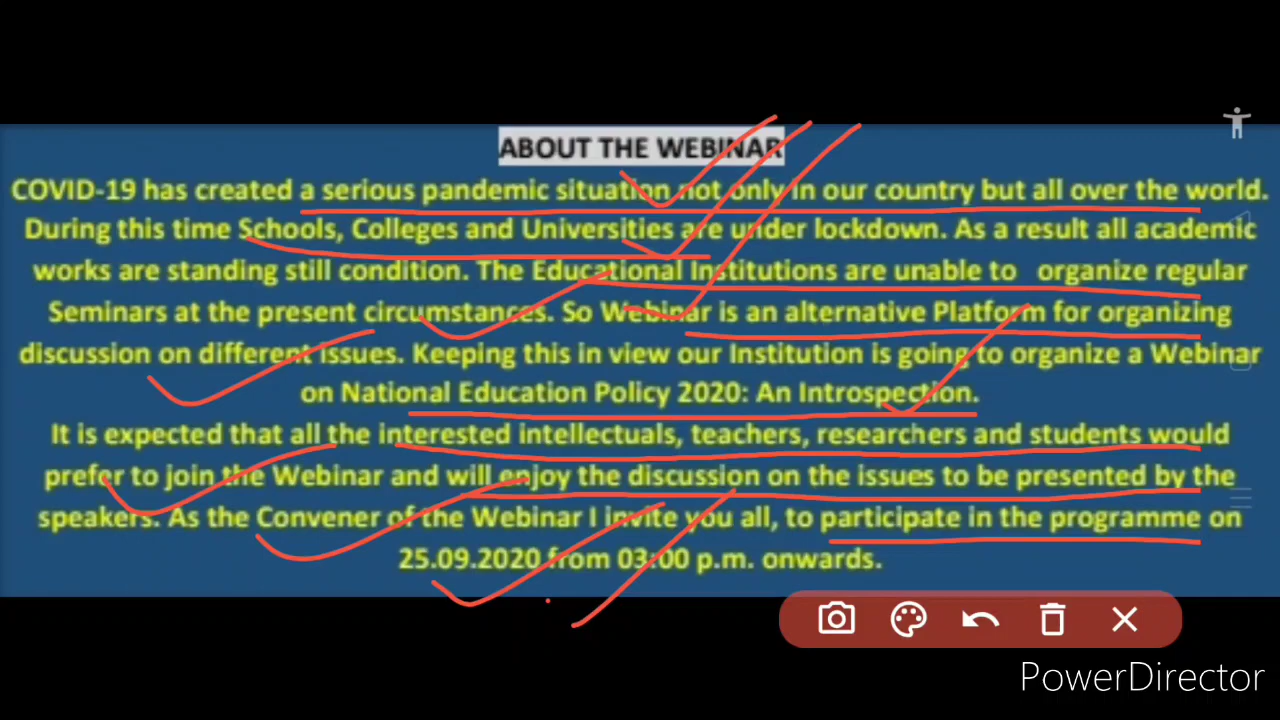 ABOUT THE WEBINAR
COVID-19 has created a serious pandemic situation not only in our country but all over the world.
During this time Schools, Colleges and Universities are under lockdown. As a result all academic
works are standing still condition. The Educational Institutions are unable to organize regular
Seminars at the present circumstances. So Webinar is an alternative Platform for organizing
discussion on different issues. Keeping this in view our Institution is going to organize a Webinar
on National Education Policy 2020: An Introspection.
It is expected that all the interested intellectuals, teachers, researchers and students would
prefer to join the Webinar and will enjoy the discussion on the issues to be presented by the
speakers. As the Convener of the Webinar I invite you all, to participate in the programme on
25.09.2020 from 03:00 p.m. onwards.
PowerDirector